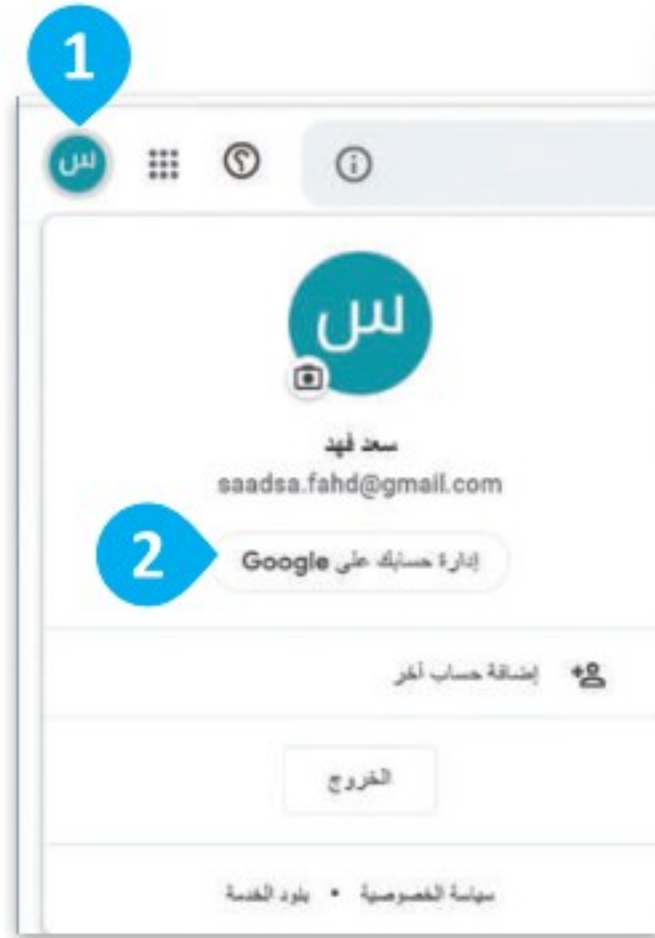 1
س
س
سعد فهد
saadsa.fahd@gmail.com
2
إدارة حسابك على Google
إضافة حساب آخر
الخروج
سياسة الخصوصية • بنود الخدمة